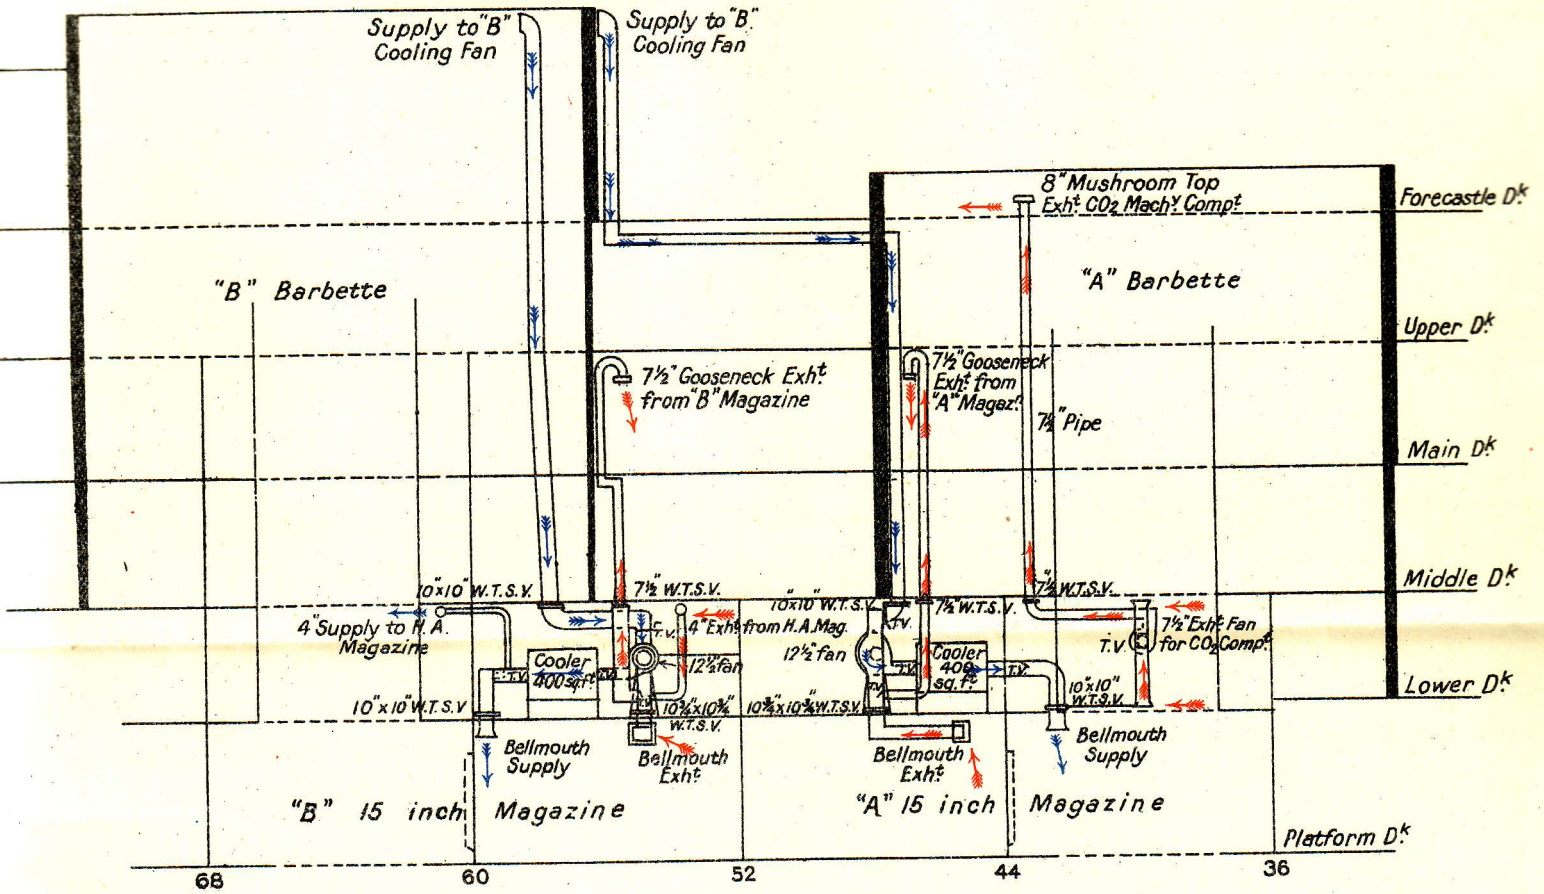 Supply to "B"
Cooling Fan
Supply to "B"
Cooling Fan
8" Mushroom Top
Exht. CO2 Machy Compt.
Forecastle Dk.
"B" Barbette
"A" Barbette
Upper Dk.
7½" Gooseneck Exht.
from "B" Magazine
7½" Gooseneck
Exht from
"A" Magazn.
7½" Pipe
Main Dk.
Middle Dk.
10"x10" W.T.S.V.
7½" W.T.S.V.
10"x10" W.T.S.V.
7½" W.T.S.V.
7½" W.T.S.V.
4" Supply to H.A.
Magazine
T.V.
4" Exht from H.A. Mag.
T.V.
7½" Exht Fan
for CO2 Compt.
T.V.
12½" fan
12½" fan
Cooler
400 sq.ft.
T.V.
T.V.
Cooler
400
sq.ft.
T.V.
T.V.
T.V.
T.V.
10"x10" W.T.S.V
10¾"x10¾"
W.T.S.V.
10¾"x10¾" W.T.S.V.
10"x10"
W.T.S.V.
Lower Dk.
Bellmouth
Supply
Bellmouth
Exht.
Bellmouth
Exht.
Bellmouth
Supply
"B" 15 inch Magazine
"A" 15 inch Magazine
Platform Dk.
68
60
52
44
36